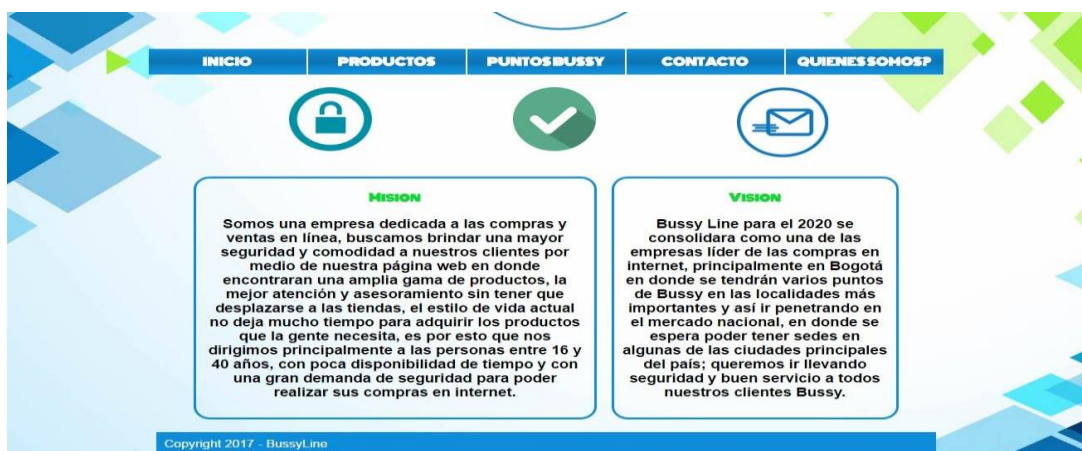 INICIO PRODUCTOS PUNTOS BUSSY CONTACTO QUIENES SOMOS?
Mision
Somos una empresa dedicada a las compras y
ventas en línea, buscamos brindar una mayor
seguridad y comodidad a nuestros clientes por
medio de nuestra página web en donde
encontraran una amplia gama de productos, la
mejor atención y asesoramiento sin tener que
desplazarse a las tiendas, el estilo de vida actual
no deja mucho tiempo para adquirir los productos
que la gente necesita, es por esto que nos
dirigimos principalmente a las personas entre 16 y
40 años, con poca disponibilidad de tiempo y con
una gran demanda de seguridad para poder
realizar sus compras en internet.
Vision
Bussy Line para el 2020 se
consolidara como una de las
empresas líder de las compras en
internet, principalmente en Bogotá
en donde se tendrán varios puntos
de Bussy en las localidades más
importantes y así ir penetrando en
el mercado nacional, en donde se
espera poder tener sedes en
algunas de las ciudades principales
del país; queremos ir llevando
seguridad y buen servicio a todos
nuestros clientes Bussy.
Copyright 2017 - BussyLine